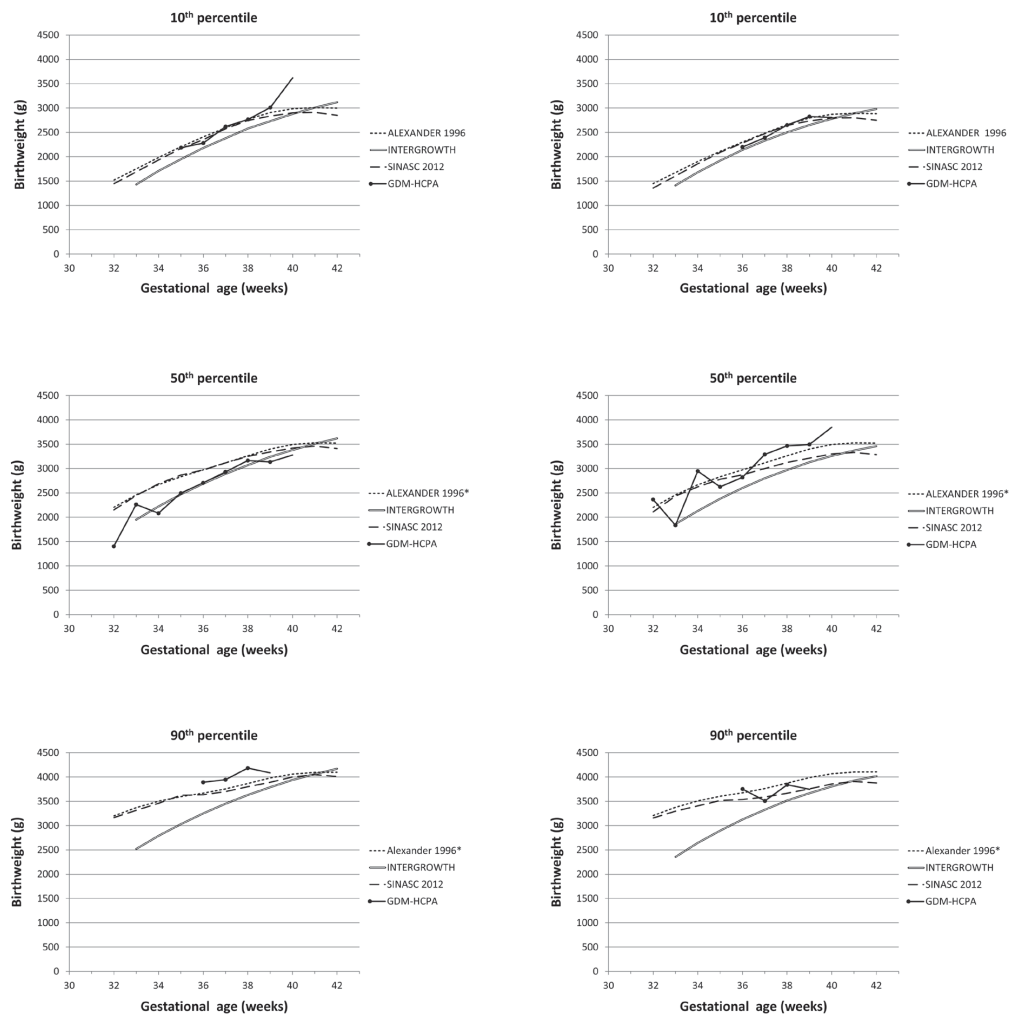 10th percentile
4500
4000
3500
3000
2500
2000
1500
1000
500
0
Birthweight (g)
30 32 34 36 38 40 42
Gestational age (weeks)
ALEXANDER 1996
INTERGROWTH
SINASC 2012
GDM-HCPA
10th percentile
4500
4000
3500
3000
2500
2000
1500
1000
500
0
Birthweight (g)
30 32 34 36 38 40 42
Gestational age (weeks)
ALEXANDER 1996
INTERGROWTH
SINASC 2012
GDM-HCPA
50th percentile
4500
4000
3500
3000
2500
2000
1500
1000
500
0
Birthweight (g)
30 32 34 36 38 40 42
Gestational age (weeks)
ALEXANDER 1996*
INTERGROWTH
SINASC 2012
GDM-HCPA
50th percentile
4500
4000
3500
3000
2500
2000
1500
1000
500
0
Birthweight (g)
30 32 34 36 38 40 42
Gestational age (weeks)
ALEXANDER 1996*
INTERGROWTH
SINASC 2012
GDM-HCPA
90th percentile
4500
4000
3500
3000
2500
2000
1500
1000
500
0
Birthweight (g)
30 32 34 36 38 40 42
Gestational age (weeks)
Alexander 1996*
INTERGROWTH
SINASC 2012
GDM-HCPA
90th percentile
4500
4000
3500
3000
2500
2000
1500
1000
500
0
Birthweight (g)
30 32 34 36 38 40 42
Gestational age (weeks)
Alexander 1996*
INTERGROWTH
SINASC 2012
GDM-HCPA